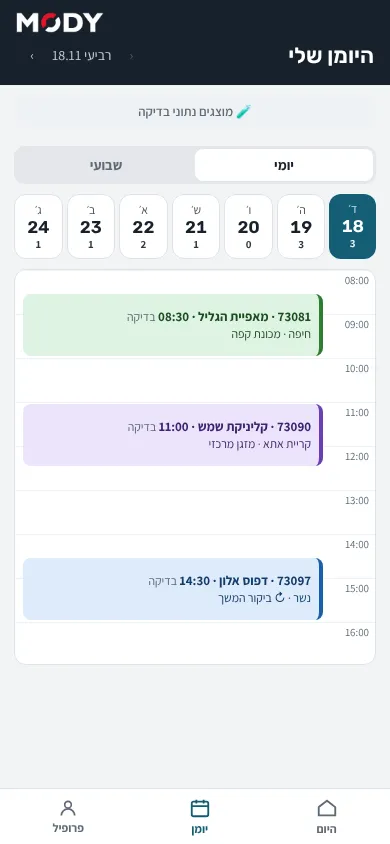 MODY
היומן שלי
‹ רביעי 18.11 ›
🧪 מוצגים נתוני בדיקה
יומי
שבועי
ד׳ ה׳ ו׳ ש׳ א׳ ב׳ ג׳
18 19 20 21 22 23 24
3 3 0 1 2 1 1
08:00
73081 · מאפיית הגליל · 08:30 בדיקה
09:00
חיפה · מכונת קפה
10:00
11:00
73090 · קליניקת שמש · 11:00 בדיקה
קריית אתא · מזגן מרכזי
12:00
13:00
14:00
73097 · דפוס אלון · 14:30 בדיקה
15:00
נשר · ↻ ביקור המשך
16:00
היום
יומן
פרופיל